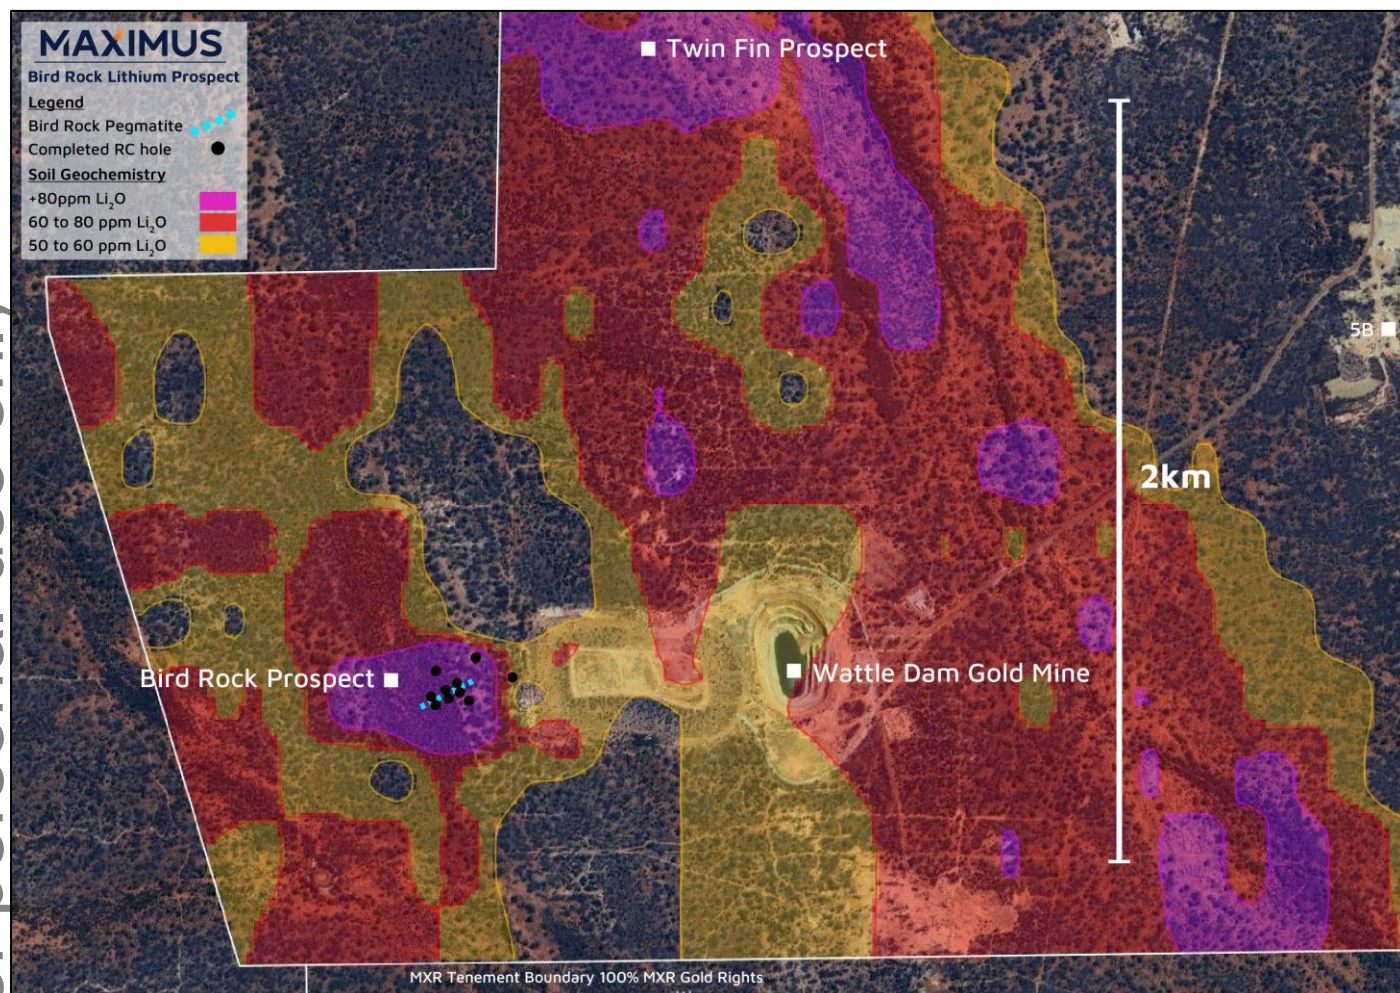 MAXIMUS
Bird Rock Lithium Prospect
Legend
Bird Rock Pegmatite
Completed RC hole
Soil Geochemistry
+80ppm Li₂O
60 to 80 ppm Li₂O
50 to 60 ppm Li₂O
Twin Fin Prospect
5B
2km
Bird Rock Prospect
Wattle Dam Gold Mine
MXR Tenement Boundary 100% MXR Gold Rights